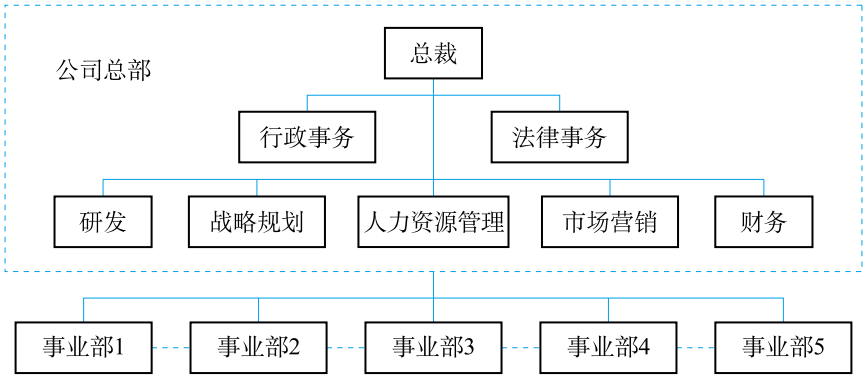 总裁
公司总部
行政事务
法律事务
研发
战略规划
人力资源管理
市场营销
财务
事业部1
事业部2
事业部3
事业部4
事业部5